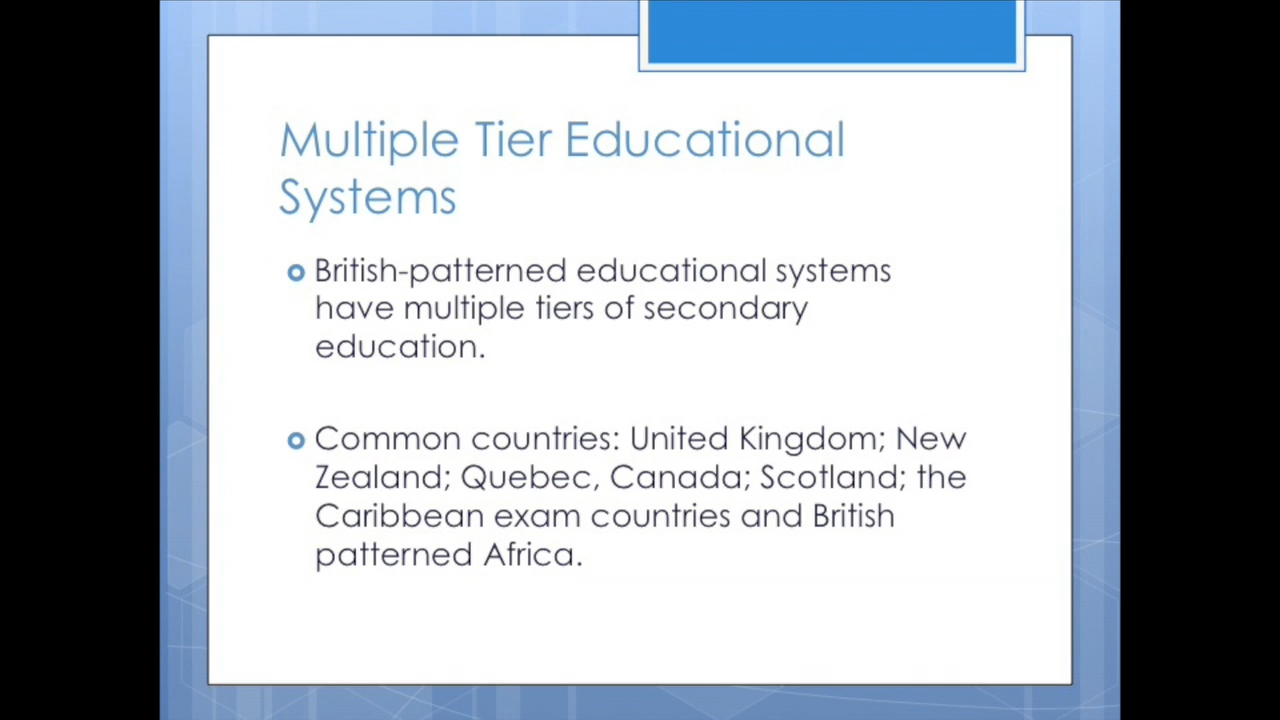 Multiple Tier Educational
Systems
British-patterned educational systems
have multiple tiers of secondary
education.
Common countries: United Kingdom; New
Zealand; Quebec, Canada; Scotland; the
Caribbean exam countries and British
patterned Africa.